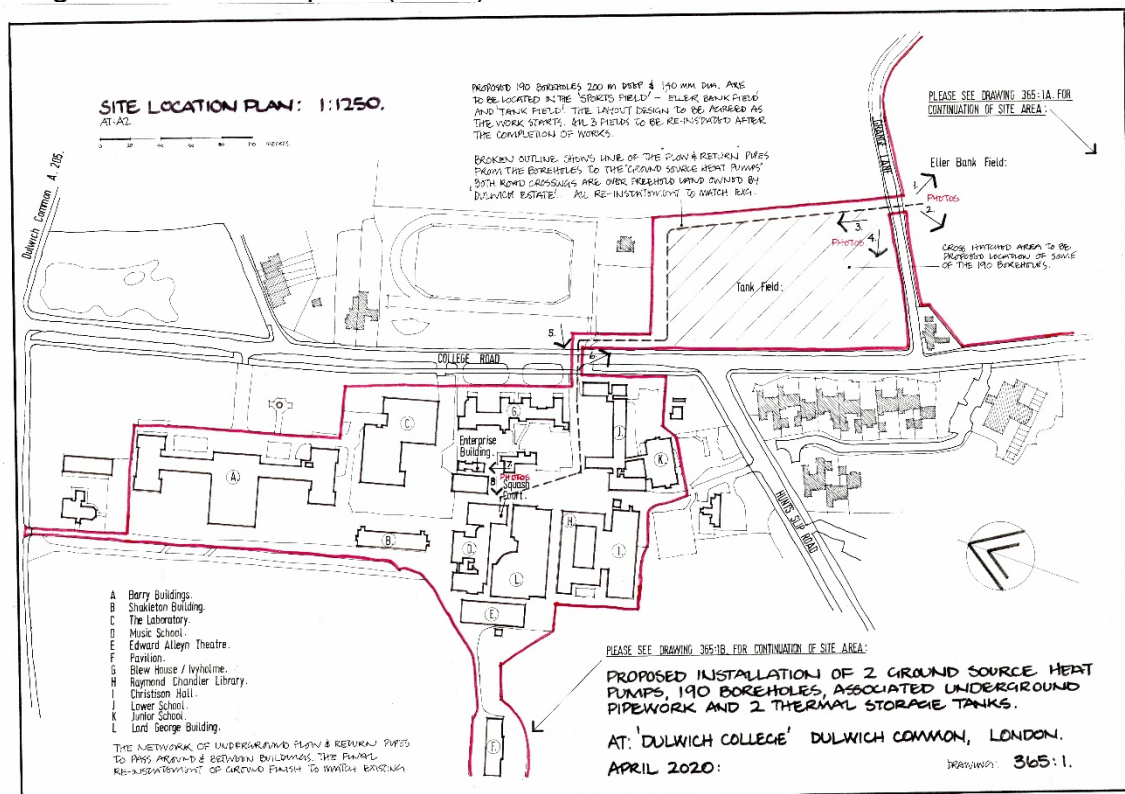 SITE LOCATION PLAN: 1:1250.
AT: A2
meters
PROPOSED 190 BOREHOLES 200 m DEEP & 140 MM DIA. ARE
TO BE LOCATED IN THE 'SPORTS FIELD' - ELLER BANK FIELD
AND 'TANK FIELD'. THE LAYOUT DESIGN TO BE AGREED AS
THE WORK STARTS. ALL 3 FIELDS TO BE RE-INSTATED AFTER
THE COMPLETION OF WORKS.
BROKEN OUTLINE SHOWS LINE OF THE 'FLOW & RETURN' PIPES
FROM THE BOREHOLES TO THE 'GROUND SOURCE HEAT PUMPS'
BOTH ROAD CROSSINGS ARE OVER FREEHOLD LAND OWNED BY
'DULWICH ESTATE'. ALL RE-INSTATEMENT TO MATCH EXG.
PLEASE SEE DRAWING 365:1A. FOR
CONTINUATION OF SITE AREA:
Dulwich Common A. 205.
GRANGE LANE
Eller Bank Field:
1.
PHOTOS
2.
3.
PHOTOS
4.
CROSS HATCHED AREA TO BE
PROPOSED LOCATION OF SOME
OF THE 190 BOREHOLES.
Tank Field:
5.
6.
COLLEGE ROAD
HUNTS SLIP ROAD
A
B
C
G
Enterprise
Building.
7.
PHOTOS
8.
Squash
Court.
J
K
H
I
D
L
E
F
A Barry Buildings.
B Shakleton Building.
C The Laboratory.
D Music School.
E Edward Alleyn Theatre.
F Pavilion.
G Blew House / Ivyholme.
H Raymond Chandler Library.
I Christison Hall.
J Lower School.
K Junior School.
L Lord George Building.
THE NETWORK OF UNDERGROUND FLOW & RETURN PIPES
TO PASS AROUND & BETWEEN BUILDINGS. THE FINAL
RE-INSTATEMENT OF GROUND FINISH TO MATCH EXISTING
PLEASE SEE DRAWING 365:1B. FOR CONTINUATION OF SITE AREA:
PROPOSED INSTALLATION OF 2 GROUND SOURCE HEAT
PUMPS, 190 BOREHOLES, ASSOCIATED UNDERGROUND
PIPEWORK AND 2 THERMAL STORAGE TANKS.
AT: 'DULWICH COLLEGE' DULWICH COMMON, LONDON.
APRIL 2020:
DRAWING: 365:1.